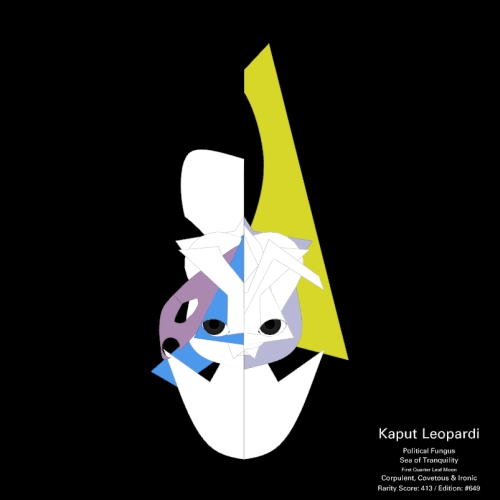 Kaput Leopardi
Political Fungus
Sea of Tranquility
First Quarter Leaf Moon
Corpulent, Covetous & Ironic
Rarity Score: 413 / Edition: #649